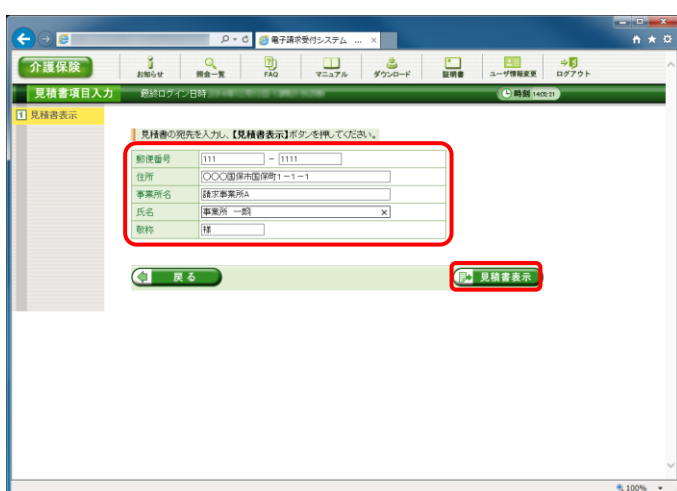 電子請求受付システム ...
介護保険
お知らせ
照会一覧
FAQ
マニュアル
ダウンロード
証明書
ユーザ情報変更
ログアウト
見積書項目入力
最終ログイン日時
時刻 14:05:21
1 見積書表示
見積書の宛先を入力し、【見積書表示】ボタンを押してください。
郵便番号 111 - 1111
住所 〇〇〇国保市国保町1-1-1
事業所名 請求事業所A
氏名 事業所 一郎
敬称 様
戻る
見積書表示
100%